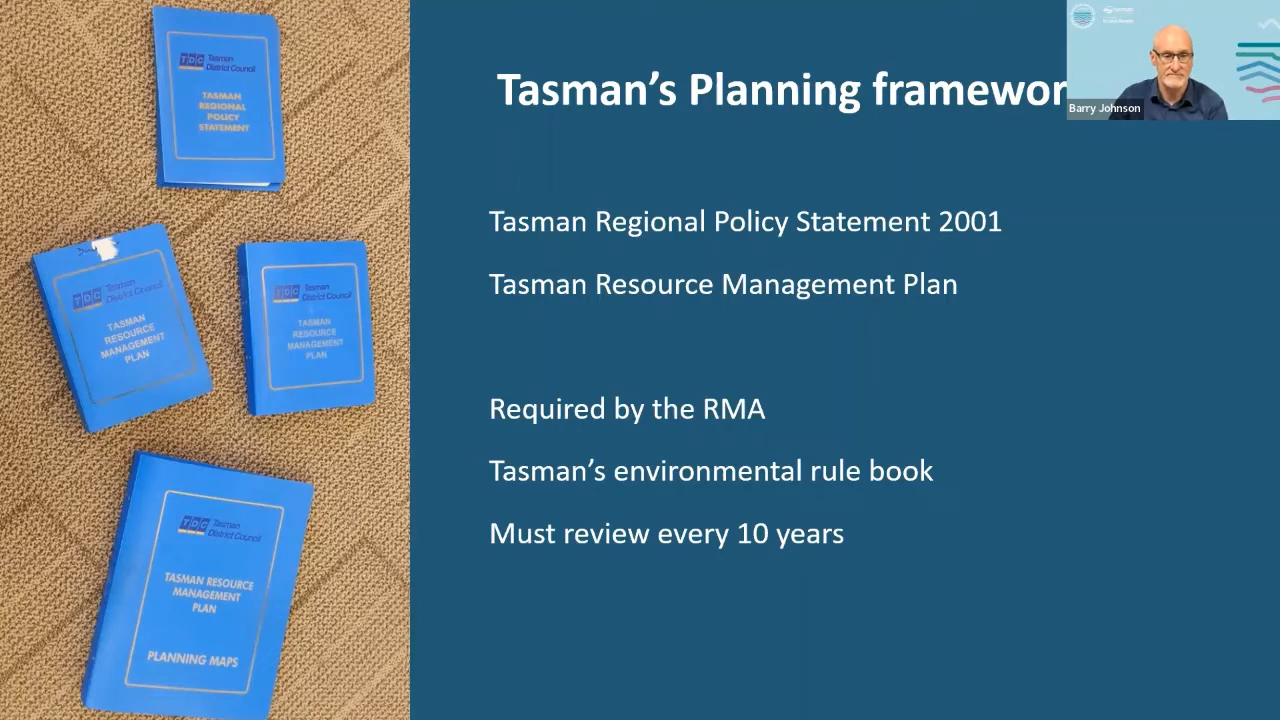 TDC Tasman
District Council
TASMAN
REGIONAL
POLICY
STATEMENT
TDC Tasman
District Council
TASMAN
RESOURCE
MANAGEMENT
PLAN
TDC Tasman
District Council
TASMAN
RESOURCE
MANAGEMENT
PLAN
TDC Tasman
District Council
TASMAN RESOURCE
MANAGEMENT
PLAN
PLANNING MAPS
Tasman's Planning framewor
Tasman Regional Policy Statement 2001
Tasman Resource Management Plan
Required by the RMA
Tasman's environmental rule book
Must review every 10 years
Barry Johnson